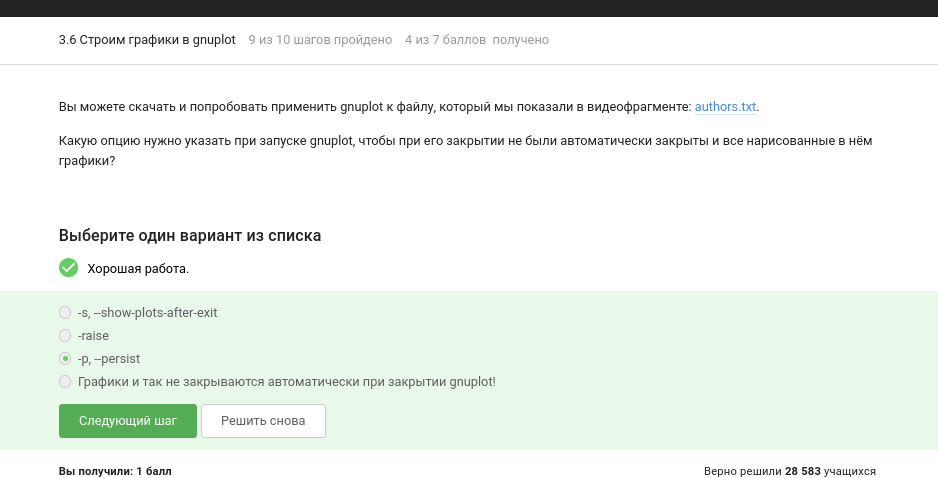 3.6 Строим графики в gnuplot 9 из 10 шагов пройдено 4 из 7 баллов получено
Вы можете скачать и попробовать применить gnuplot к файлу, который мы показали в видеофрагменте: authors.txt.
Какую опцию нужно указать при запуске gnuplot, чтобы при его закрытии не были автоматически закрыты и все нарисованные в нём
графики?
Выберите один вариант из списка
Хорошая работа.
-s, --show-plots-after-exit
-raise
-p, --persist
Графики и так не закрываются автоматически при закрытии gnuplot!
Следующий шаг Решить снова
Вы получили: 1 балл Верно решили 28 583 учащихся